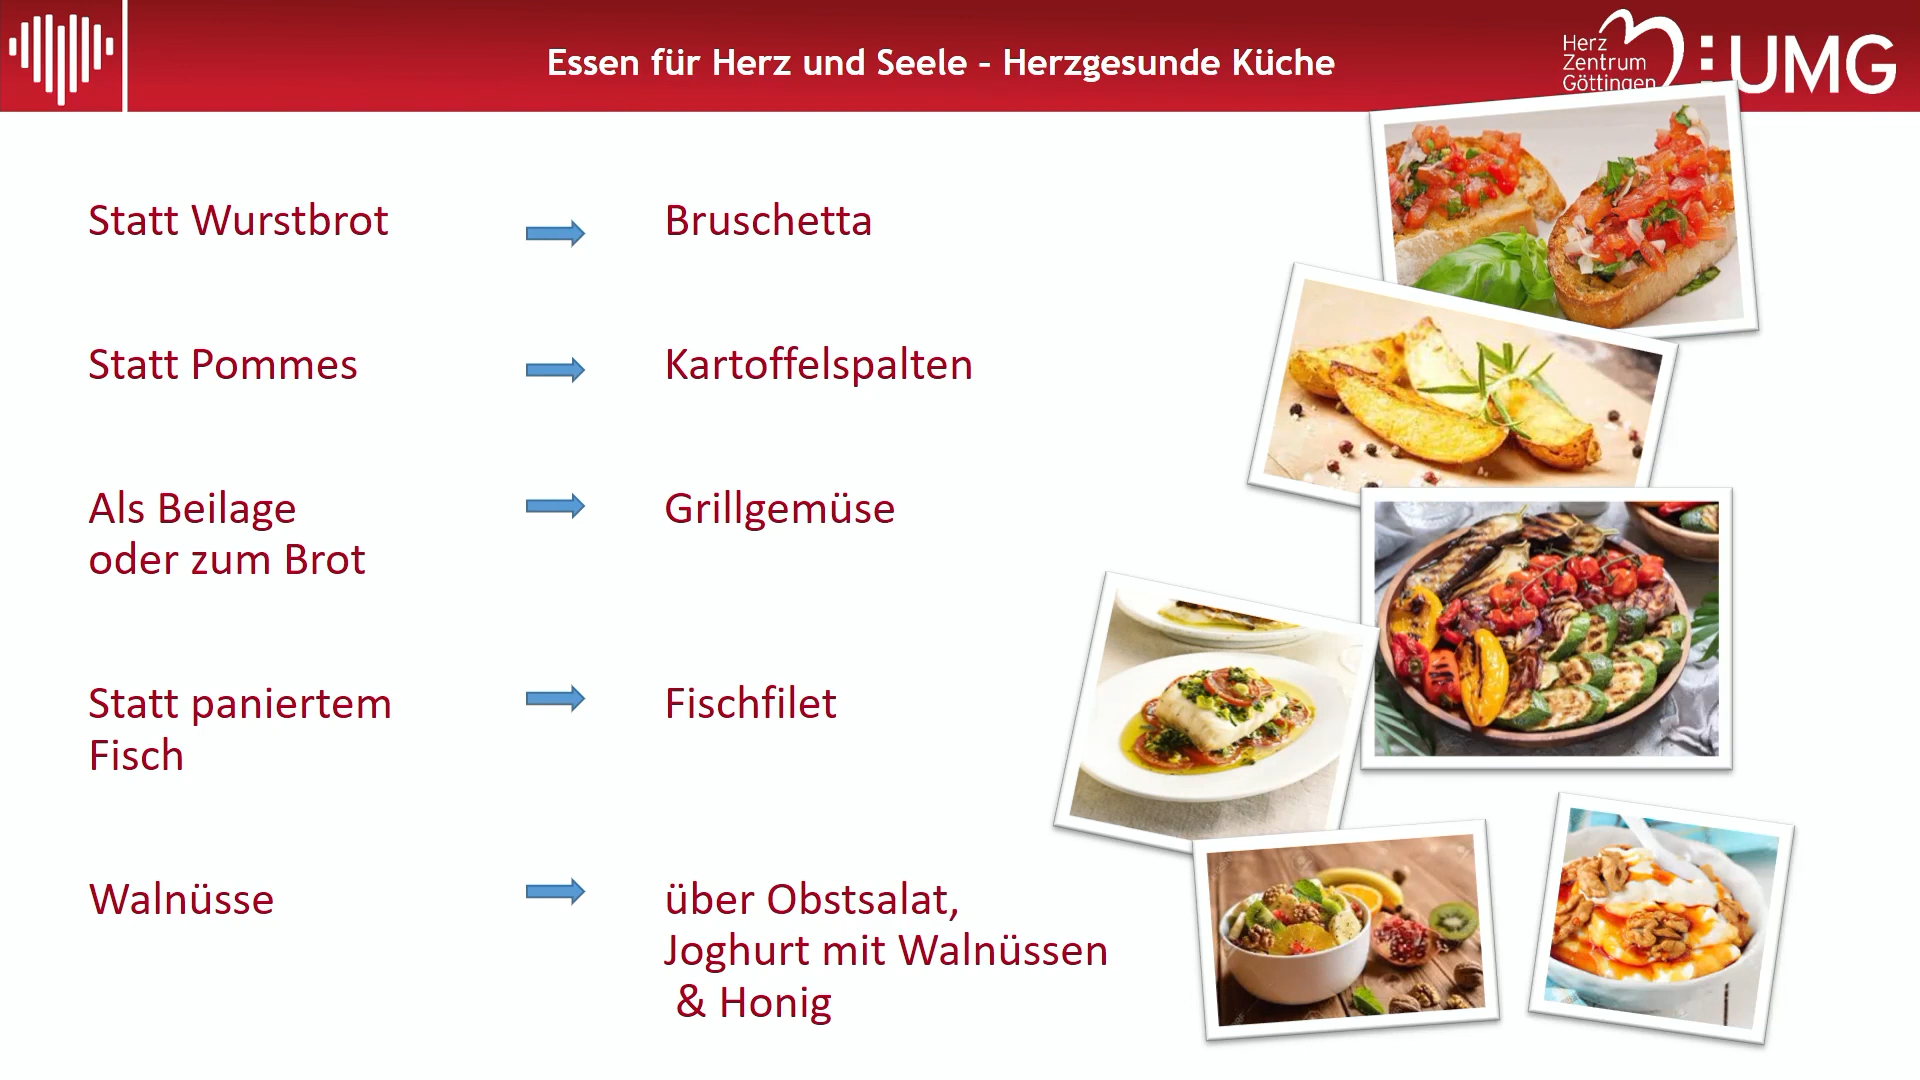 Essen für Herz und Seele - Herzgesunde Küche
Herz
Zentrum
Göttingen
:UMG
Statt Wurstbrot
Bruschetta
Statt Pommes
Kartoffelspalten
Als Beilage
oder zum Brot
Grillgemüse
Statt paniertem
Fisch
Fischfilet
Walnüsse
über Obstsalat,
Joghurt mit Walnüssen
& Honig